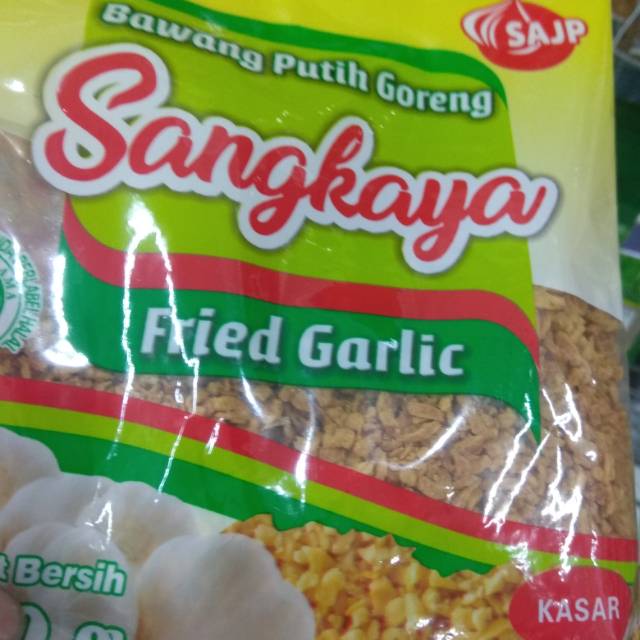 SAJP
Bawang Putih Goreng
Sangkaya
Fried Garlic
Bersih
KASAR